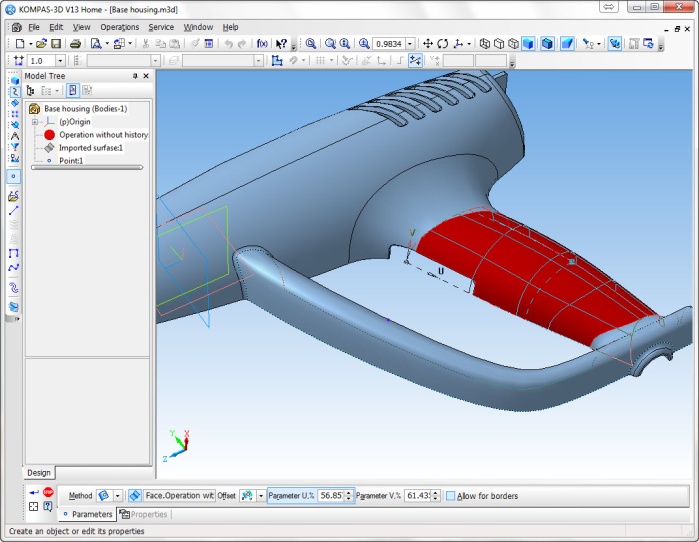 KOMPAS-3D V13 Home - [Base housing.m3d]
File Edit View Operations Service Window Help
f(x) 0.9834
1.0
Model Tree
Base housing (Bodies-1)
(p)Origin
Operation without history
Imported surfase:1
Point:1
V
U
Y X
Z
Design
STOP Method Face.Operation wit Offset Parameter U,% 56.85 Parameter V,% 61.43 Allow for borders
Parameters Properties
Create an object or edit its properties